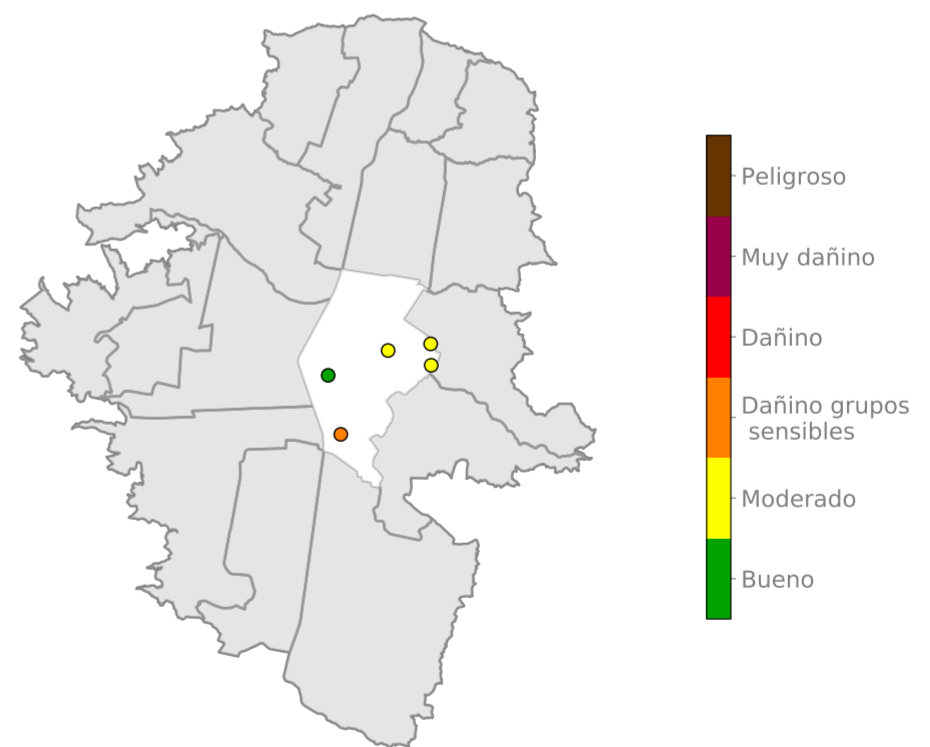 Peligroso
Muy dañino
Dañino
Dañino grupos
sensibles
Moderado
Bueno